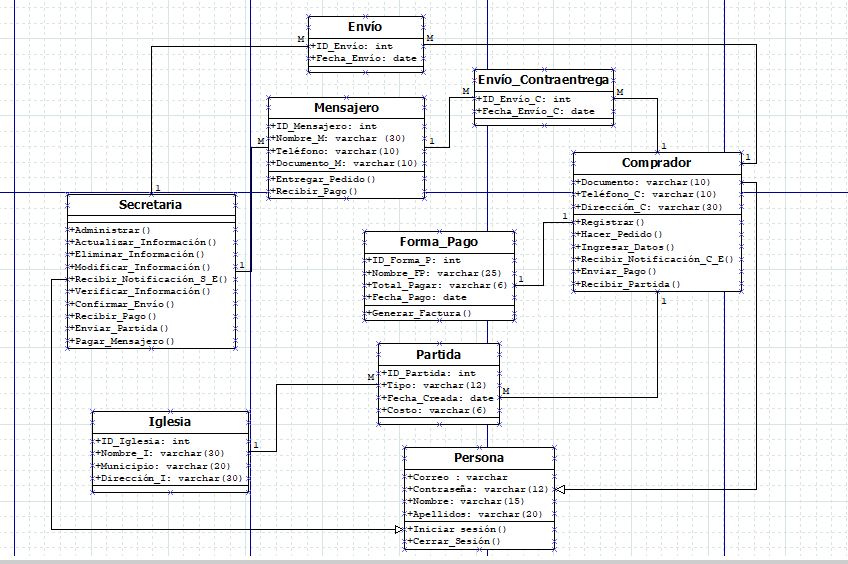 Envío
M
+ID_Envío: int
+Fecha_Envío: date
M
Envío_Contraentrega
M
+ID_Envío_C: int
+Fecha_Envío_C: date
M
Mensajero
+ID_Mensajero: int
+Nombre_M: varchar (30)
+Teléfono: varchar(10)
+Documento_M: varchar(10)
+Entregar_Pedido()
+Recibir_Pago()
M
1
1
1
Comprador
+Documento: varchar(10)
+Teléfono_C: varchar(10)
+Dirección_C: varchar(30)
+Registrar()
+Hacer_Pedido()
+Ingresar_Datos()
+Recibir_Notificación_C_E()
+Enviar_Pago()
+Recibir_Partida()
1
1
1
Secretaria
+Administrar()
+Actualizar_Información()
+Eliminar_Información()
+Modificar_Información()
+Recibir_Notificación_S_E()
+Verificar_Información()
+Confirmar_Envío()
+Recibir_Pago()
+Enviar_Partida()
+Pagar_Mensajero()
1
Forma_Pago
+ID_Forma_P: int
+Nombre_FP: varchar(25)
+Total_Pagar: varchar(6)
+Fecha_Pago: date
+Generar_Factura()
1
Partida
+ID_Partida: int
+Tipo: varchar(12)
+Fecha_Creada: date
+Costo: varchar(6)
M
M
Iglesia
+ID_Iglesia: int
+Nombre_I: varchar(30)
+Municipio: varchar(20)
+Dirección_I: varchar(30)
1
Persona
+Correo : varchar
+Contraseña: varchar(12)
+Nombre: varchar(15)
+Apellidos: varchar(20)
+Iniciar sesión()
+Cerrar_Sesión()